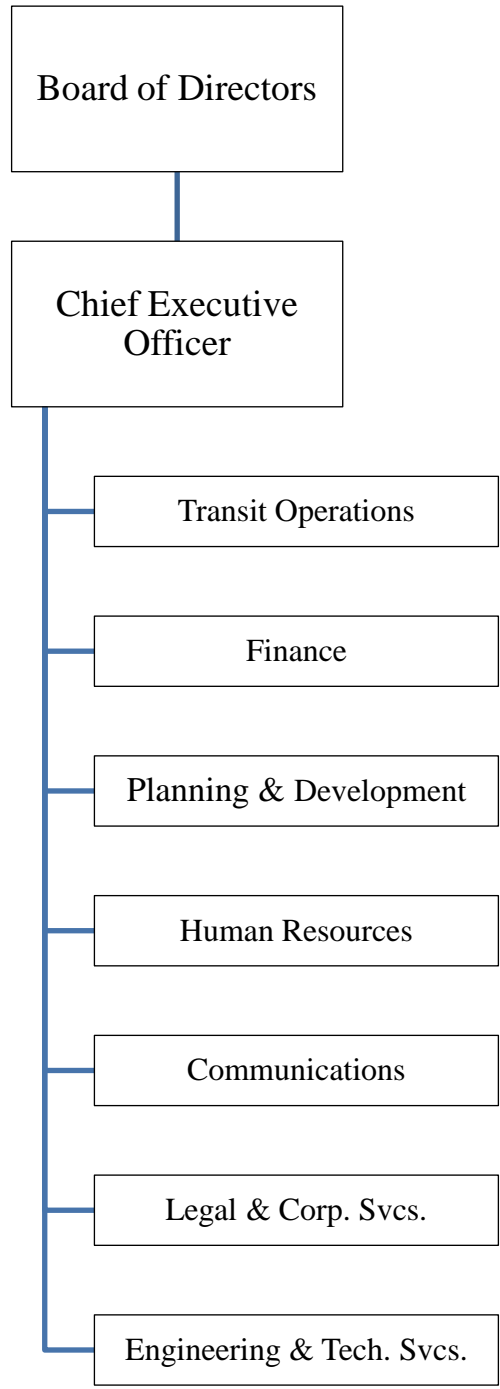 Board of Directors
Chief Executive
Officer
Transit Operations
Finance
Planning & Development
Human Resources
Communications
Legal & Corp. Svcs.
Engineering & Tech. Svcs.